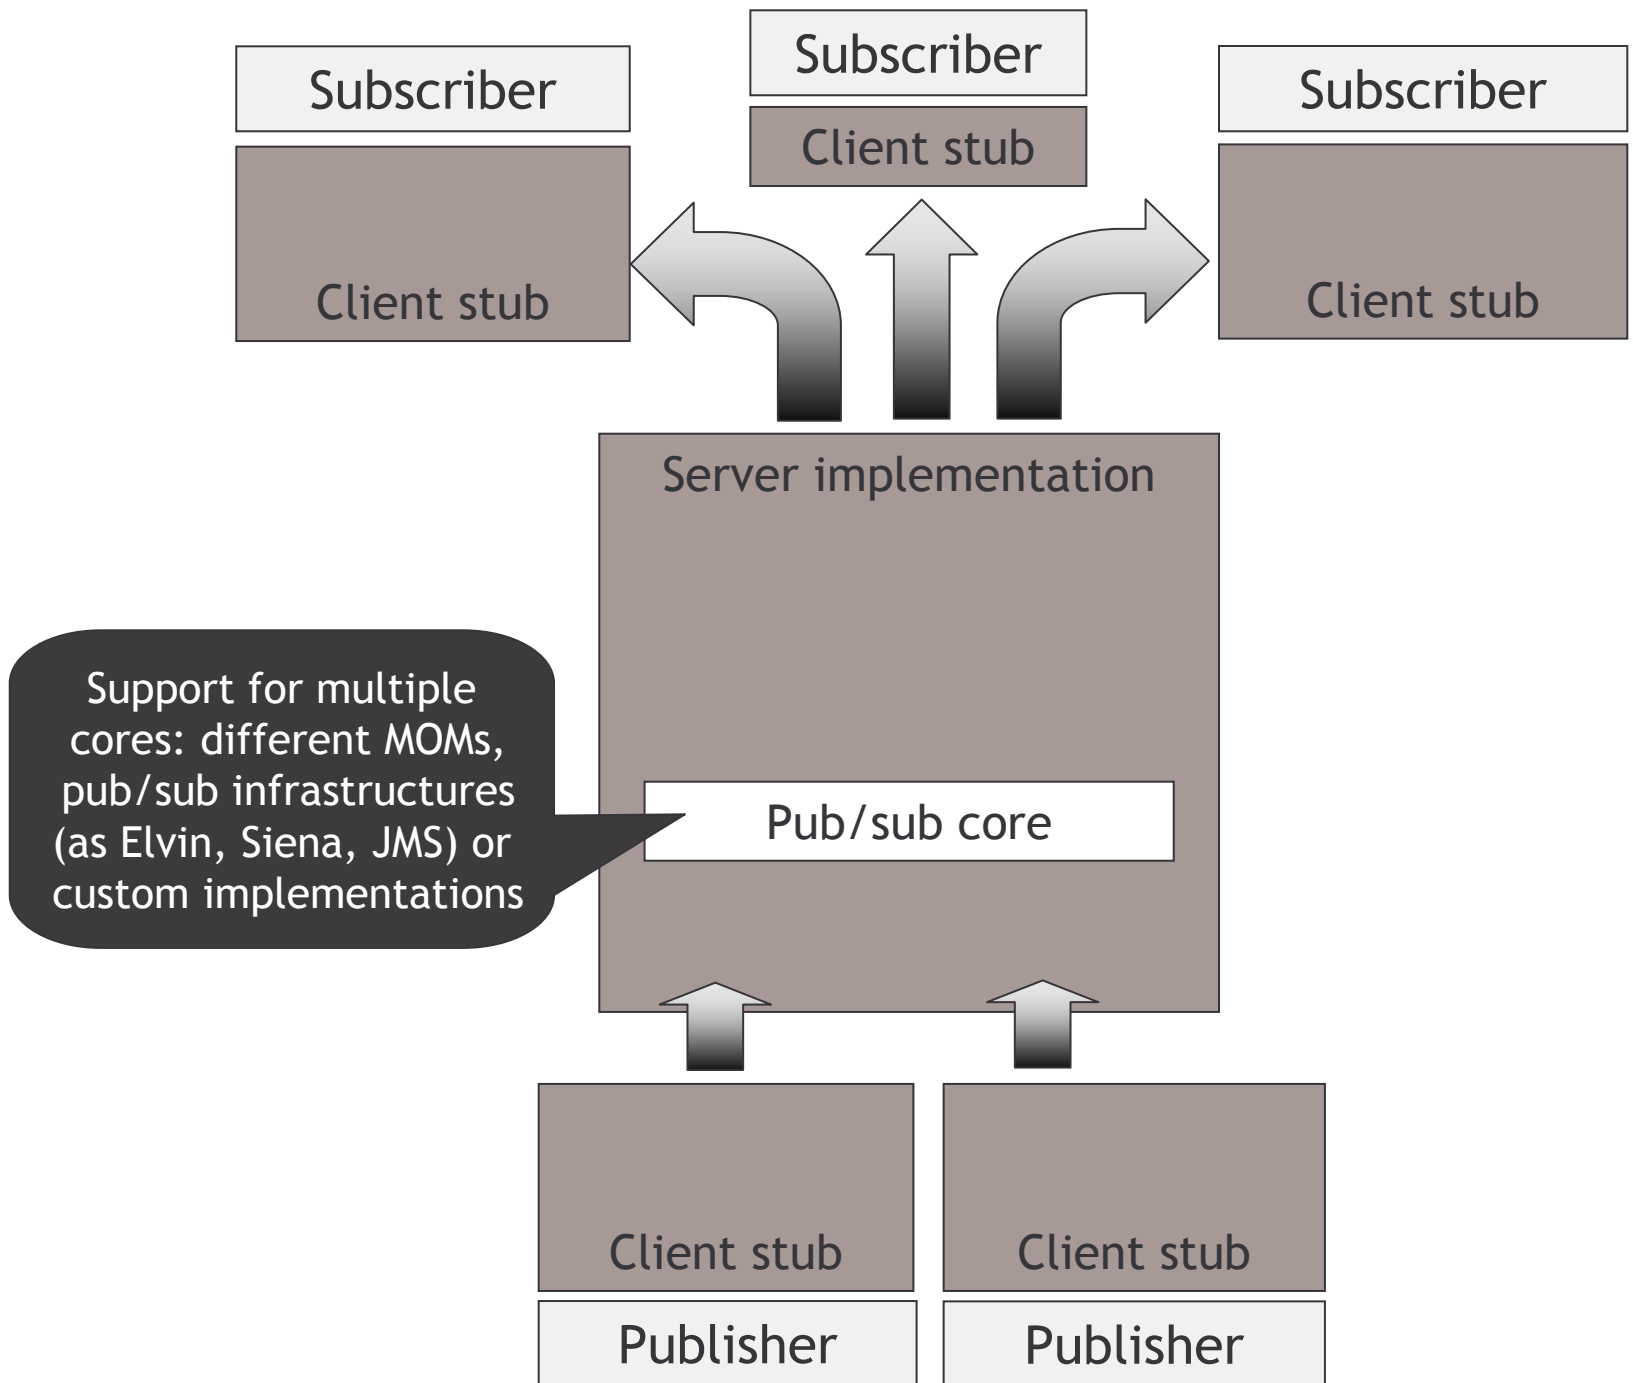 Subscriber
Subscriber
Subscriber
Client stub
Client stub
Client stub
Server implementation
Support for multiple
cores: different MOMs,
pub/sub infrastructures
(as Elvin, Siena, JMS) or
custom implementations
Pub/sub core
Client stub
Client stub
Publisher
Publisher